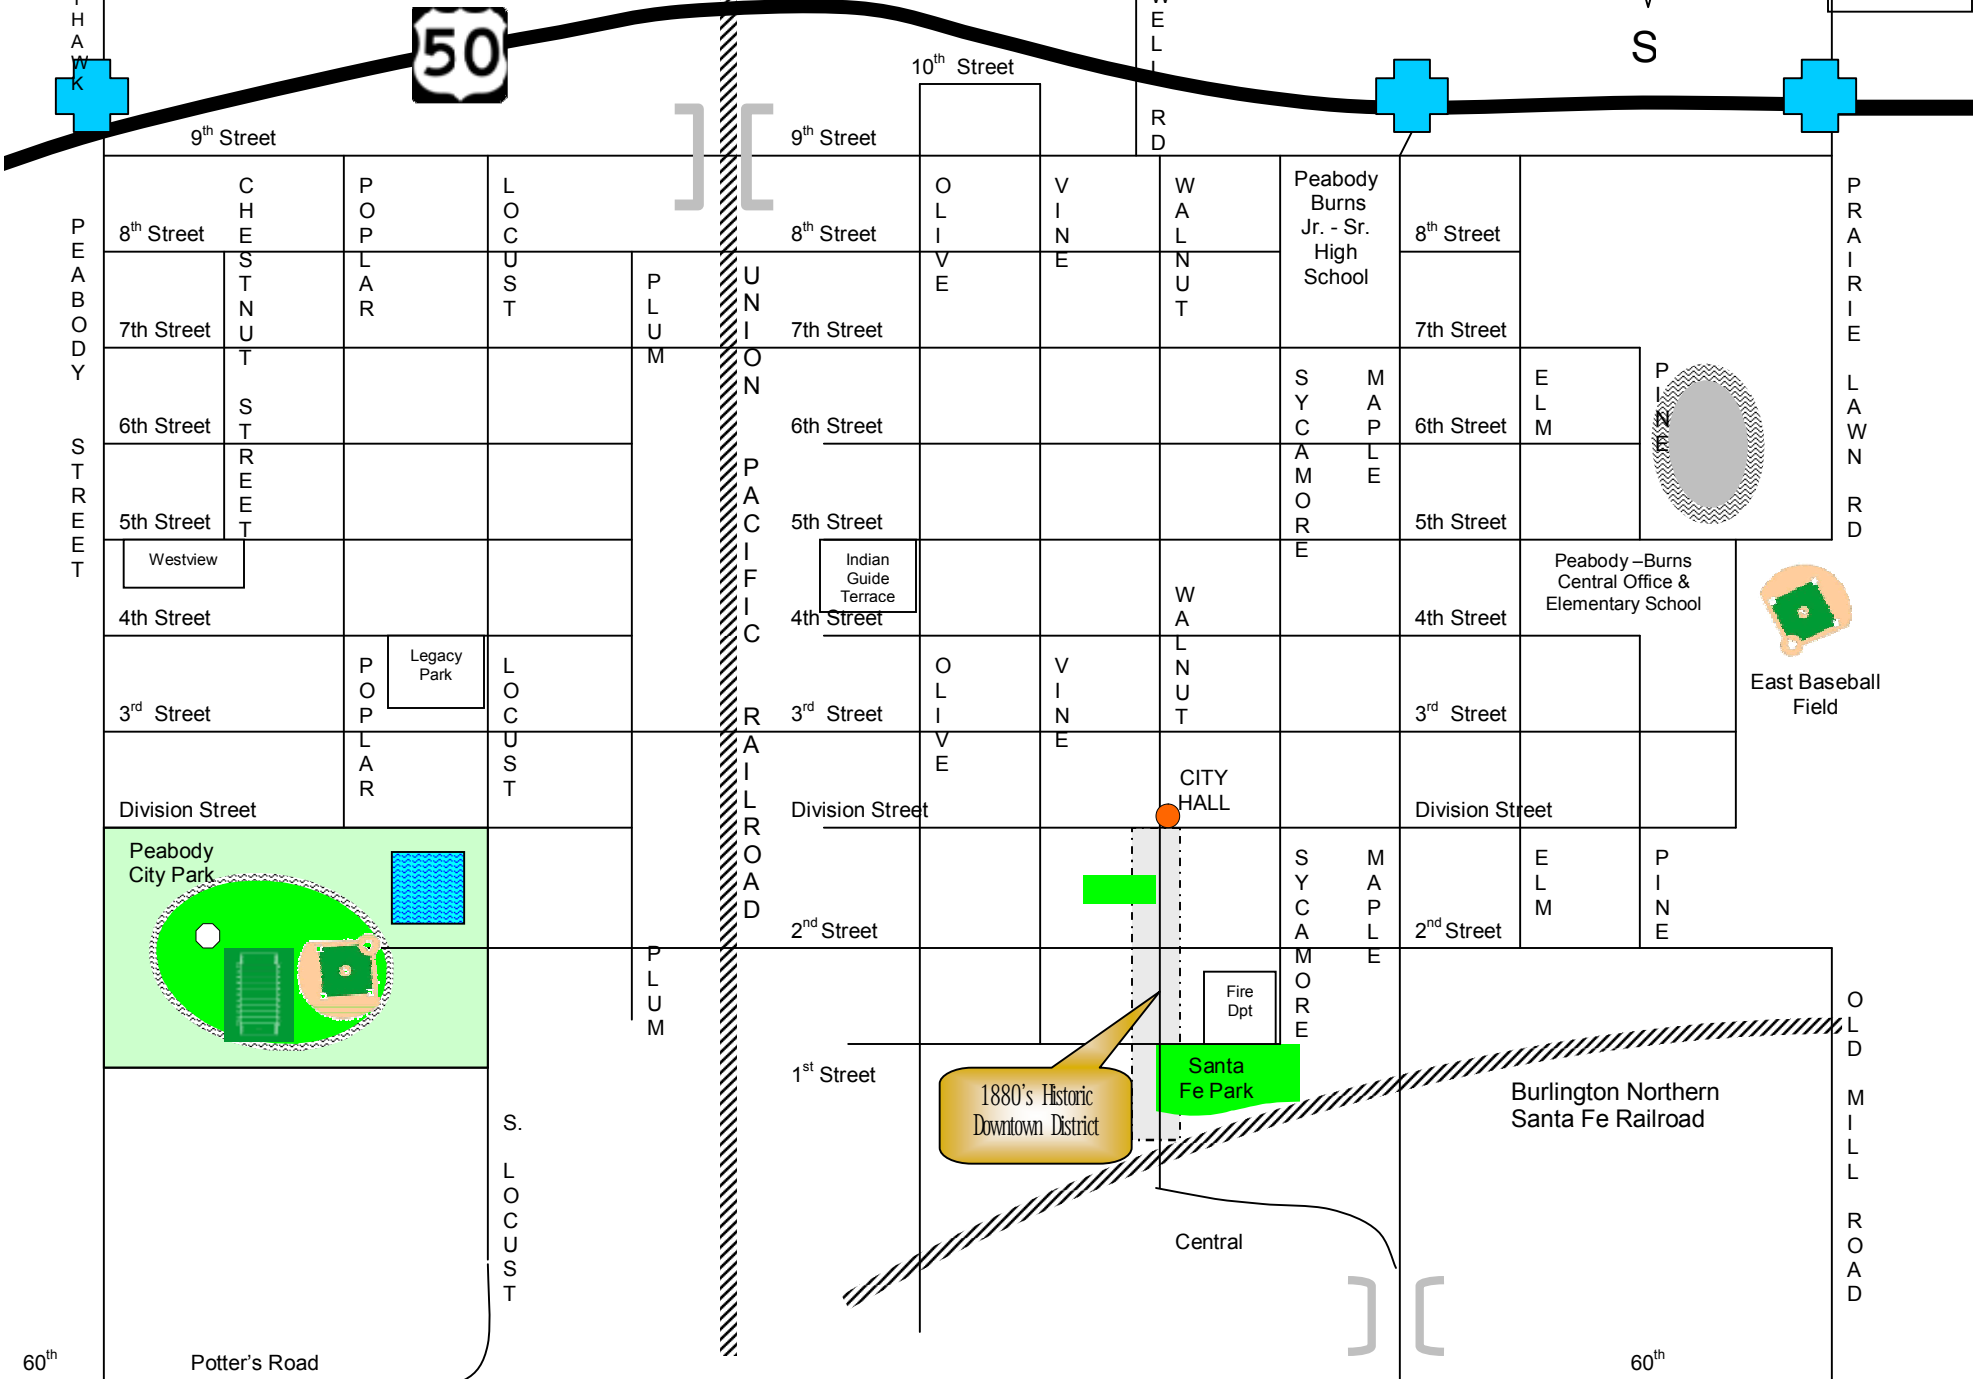 THAWK
50
WELL RD
S
10th Street
9th Street
9th Street
PEABODY STREET
CHESTNUT STREET
POPLAR
LOCUST
PLUM
UNION PACIFIC RAILROAD
OLIVE
VINE
WALNUT
Peabody
Burns
Jr. - Sr.
High
School
PRAIRIE LAWN RD
8th Street
8th Street
8th Street
7th Street
7th Street
7th Street
SYCAMORE
MAPLE
ELM
PINE
6th Street
6th Street
6th Street
5th Street
5th Street
5th Street
Westview
Indian
Guide
Terrace
Peabody –Burns
Central Office &
Elementary School
4th Street
4th Street
4th Street
WALNUT
POPLAR
Legacy
Park
LOCUST
OLIVE
VINE
East Baseball
Field
3rd Street
3rd Street
3rd Street
CITY
HALL
Division Street
Division Street
Division Street
Peabody
City Park
SYCAMORE
MAPLE
ELM
PINE
2nd Street
2nd Street
PLUM
Fire
Dpt
OLD MILL ROAD
1st Street
Santa
Fe Park
1880's Historic
Downtown District
Burlington Northern
Santa Fe Railroad
S. LOCUST
Central
60th
Potter's Road
60th